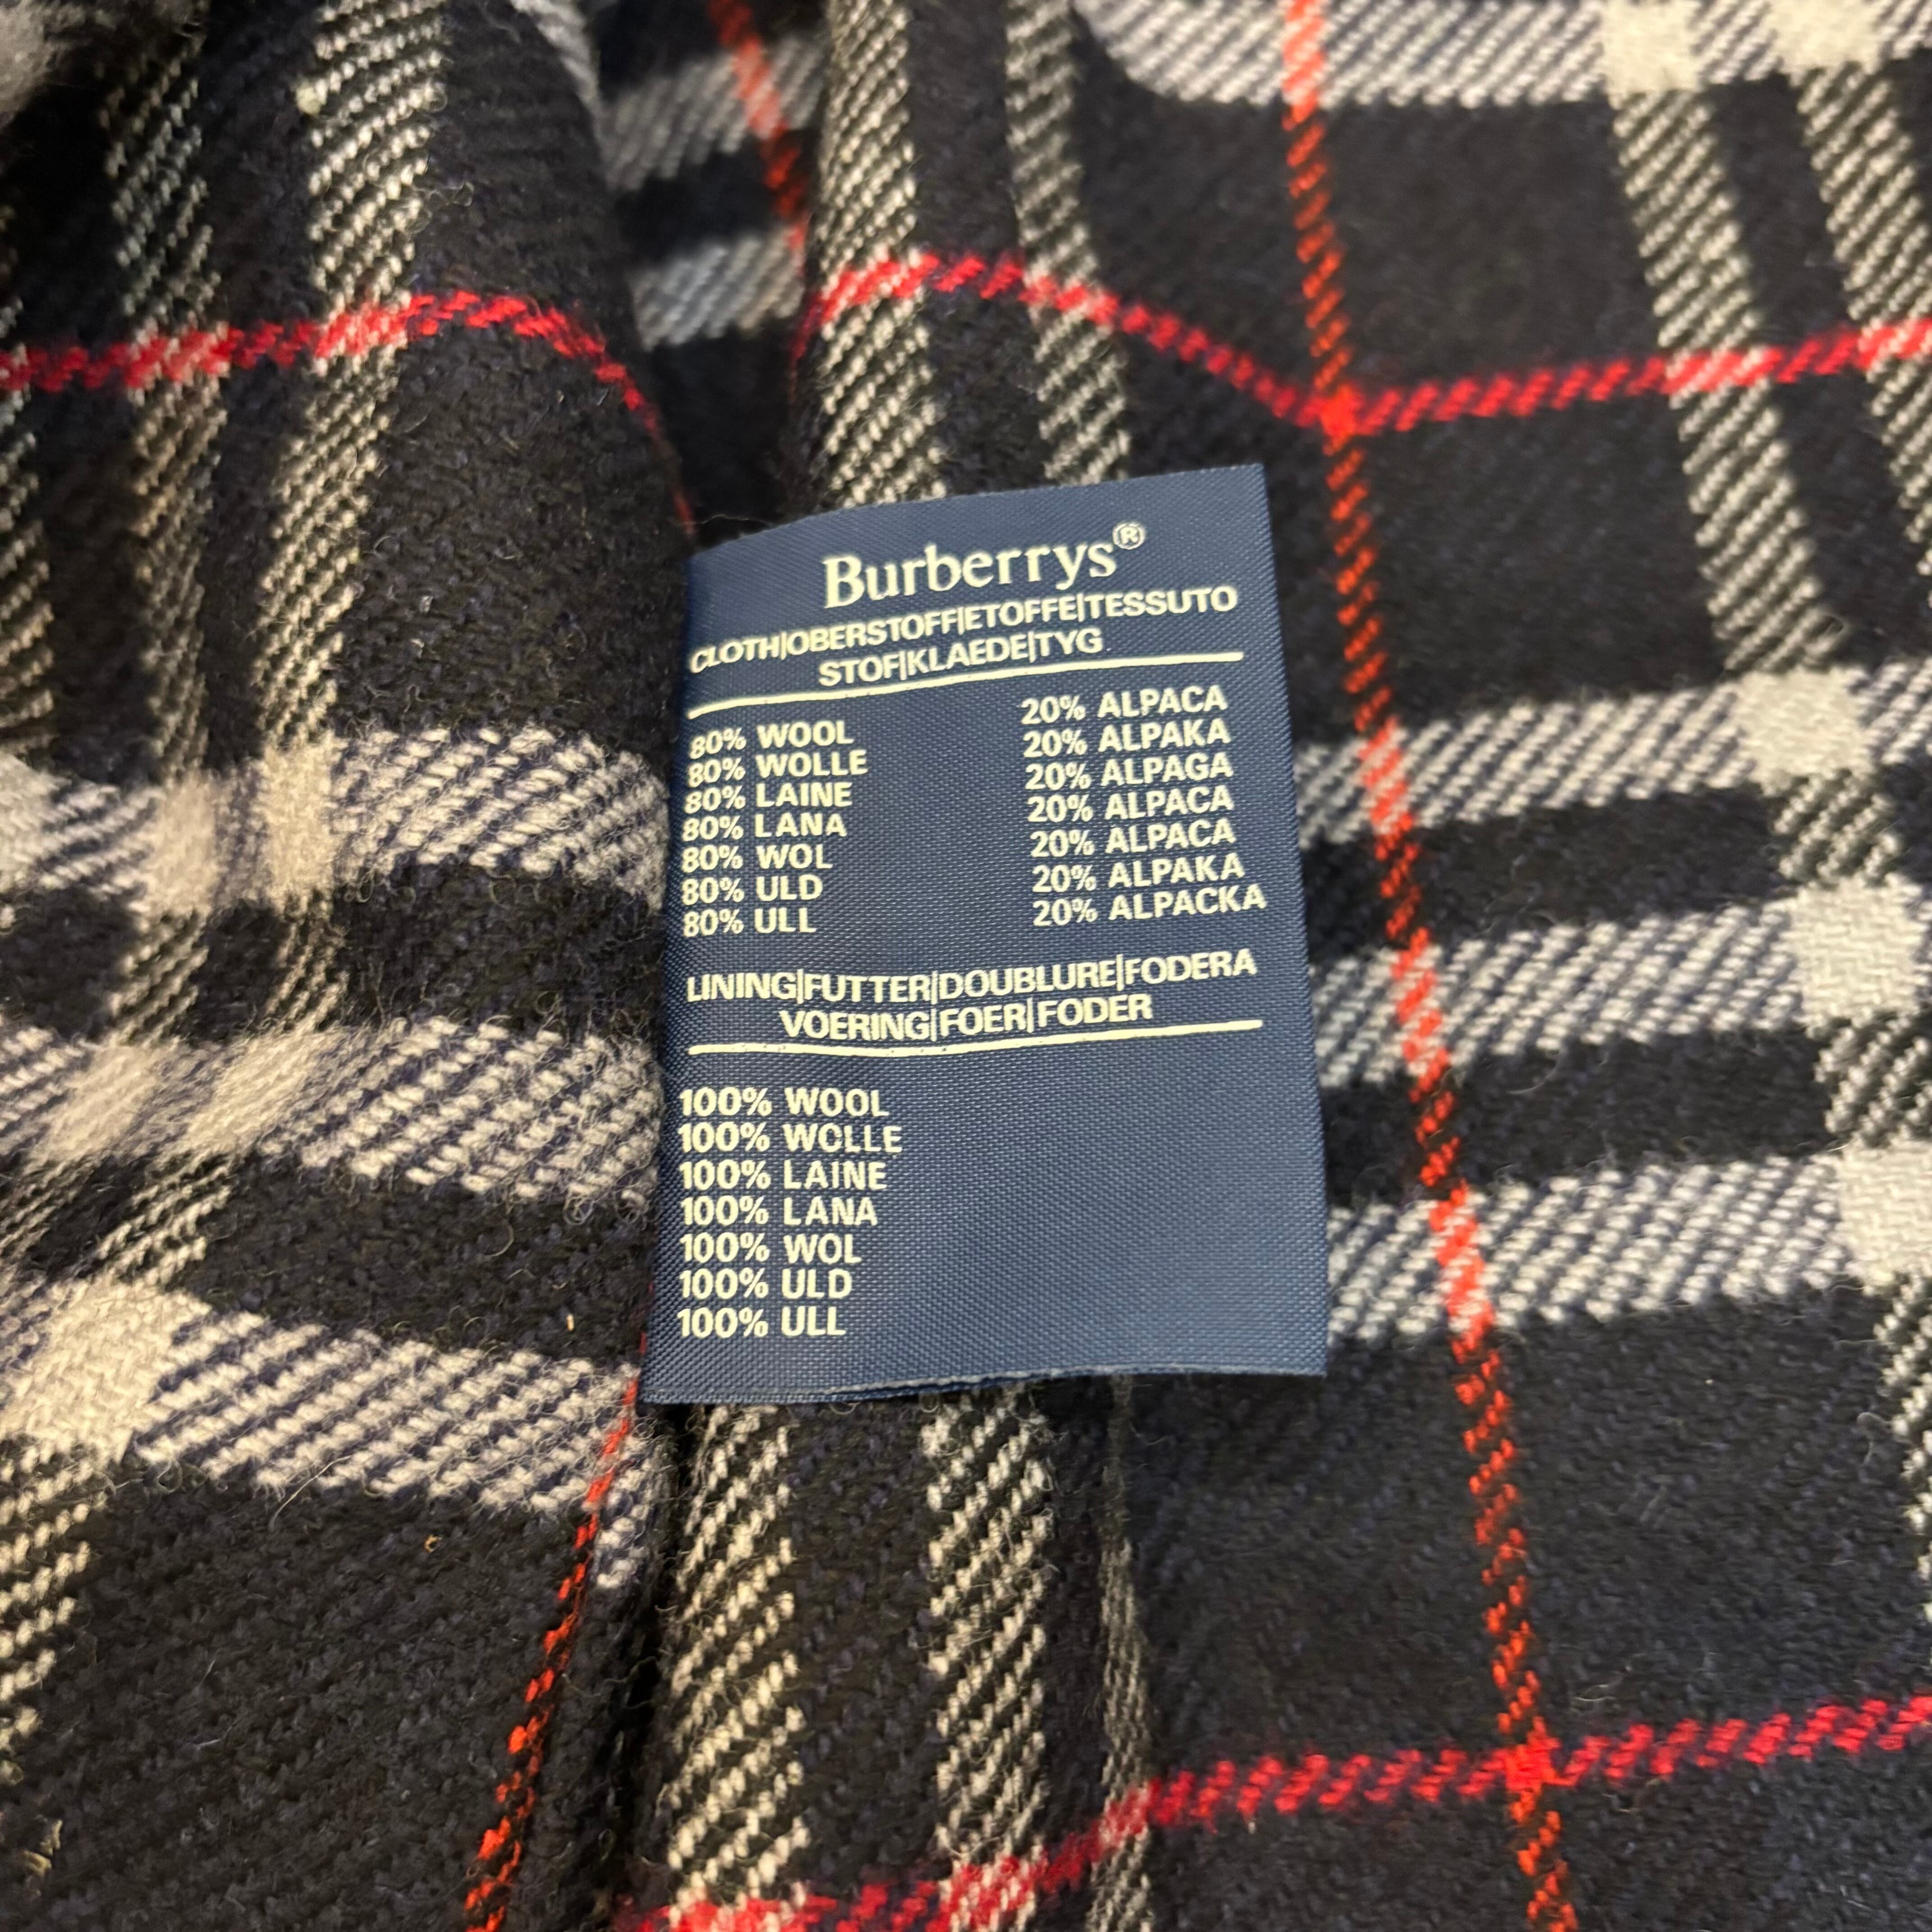 Burberrys®
CLOTH|OBERSTOFF|ETOFFE|TESSUTO
STOF|KLAEDE|TYG
80% WOOL 20% ALPACA
80% WOLLE 20% ALPAKA
80% LAINE 20% ALPAGA
80% LANA 20% ALPACA
80% WOL 20% ALPACA
80% ULD 20% ALPAKA
80% ULL 20% ALPACKA
LINING|FUTTER|DOUBLURE|FODERA
VOERING|FOER|FODER
100% WOOL
100% WOLLE
100% LAINE
100% LANA
100% WOL
100% ULD
100% ULL